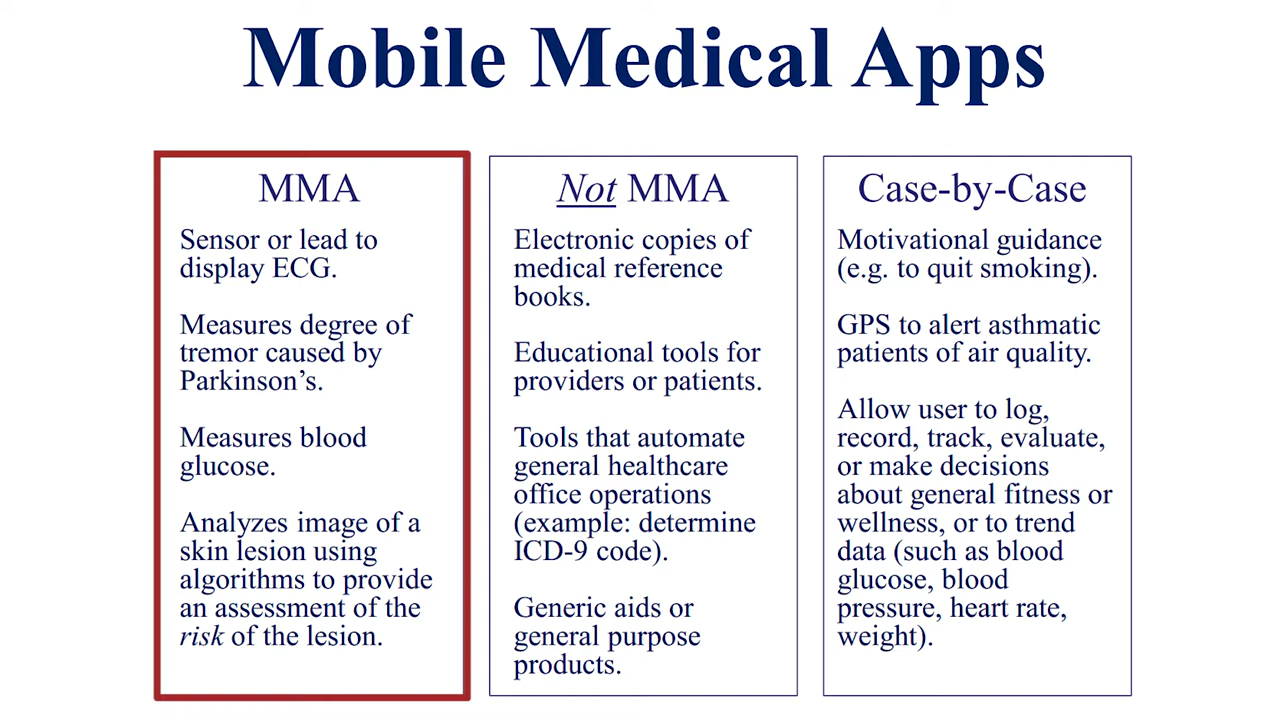 Mobile Medical Apps
MMA
Sensor or lead to
display ECG.
Measures degree of
tremor caused by
Parkinson’s.
Measures blood
glucose.
Analyzes image of a
skin lesion using
algorithms to provide
an assessment of the
risk of the lesion.
Not MMA
Electronic copies of
medical reference
books.
Educational tools for
providers or patients.
Tools that automate
general healthcare
office operations
(example: determine
ICD-9 code).
Generic aids or
general purpose
products.
Case-by-Case
Motivational guidance
(e.g. to quit smoking).
GPS to alert asthmatic
patients of air quality.
Allow user to log,
record, track, evaluate,
or make decisions
about general fitness or
wellness, or to trend
data (such as blood
glucose, blood
pressure, heart rate,
weight).